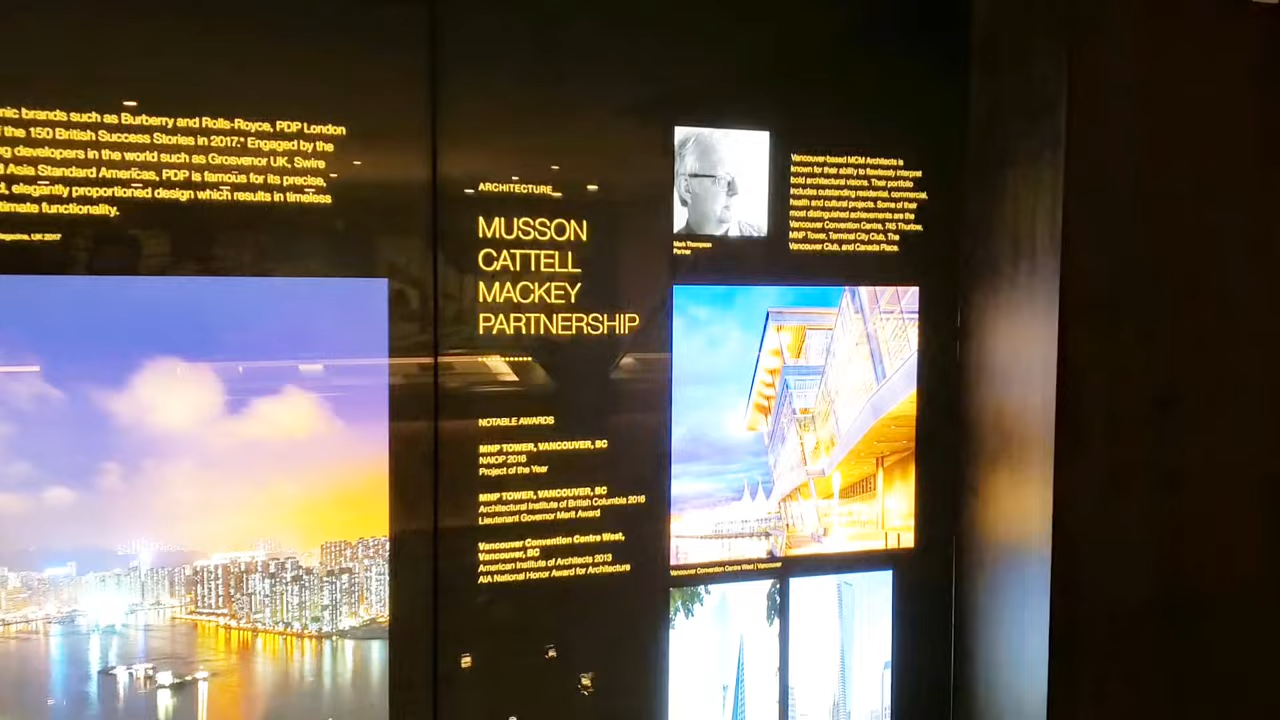 nic brands such as Burberry and Rolls-Royce, PDP London
f the 150 British Success Stories in 2017.* Engaged by the
ng developers in the world such as Grosvenor UK, Swire
d Asia Standard Americas, PDP is famous for its precise,
d, elegantly proportioned design which results in timeless
timate functionality.
agazine, UK 2017
ARCHITECTURE
MUSSON
CATTELL
MACKEY
PARTNERSHIP
NOTABLE AWARDS
MNP TOWER, VANCOUVER, BC
NAIOP 2016
Project of the Year
MNP TOWER, VANCOUVER, BC
Architectural Institute of British Columbia 2016
Lieutenant Governor Merit Award
Vancouver Convention Centre West,
Vancouver, BC
American Institute of Architects 2013
AIA National Honor Award for Architecture
Mark Thompson
Partner
Vancouver-based MCM Architects is
known for their ability to flawlessly interpret
bold architectural visions. Their portfolio
includes outstanding residential, commercial,
health and cultural projects. Some of their
most distinguished achievements are the
Vancouver Convention Centre, 745 Thurlow,
MNP Tower, Terminal City Club, The
Vancouver Club, and Canada Place.
Vancouver Convention Centre West | Vancouver